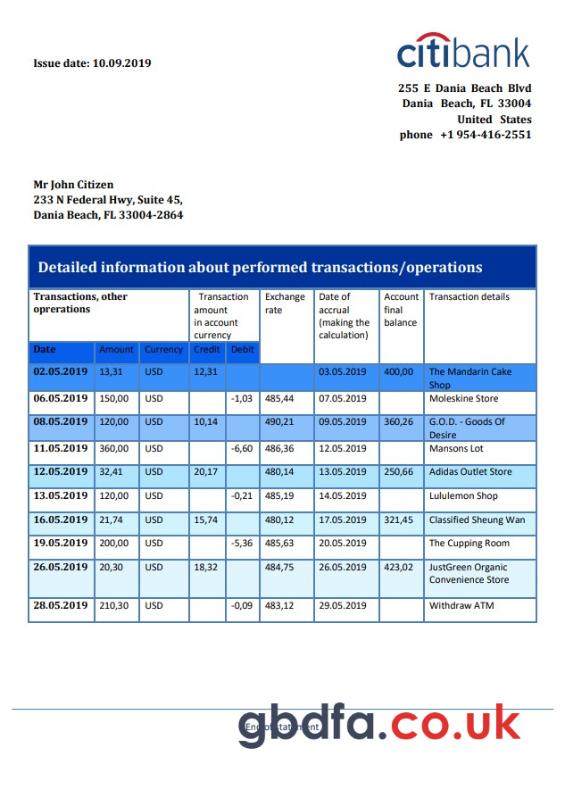 citibank
Issue date: 10.09.2019
255 E Dania Beach Blvd
Dania Beach, FL 33004
United States
phone +1 954-416-2551
Mr John Citizen
233 N Federal Hwy, Suite 45,
Dania Beach, FL 33004-2864
Detailed information about performed transactions/operations
Transactions, other oprerations Transaction amount in account currency Exchange rate Date of accrual (making the calculation) Account final balance Transaction details
Date Amount Currency Credit Debit
02.05.2019 13,31 USD 12,31 03.05.2019 400,00 The Mandarin Cake Shop
06.05.2019 150,00 USD -1,03 485,44 07.05.2019 Moleskine Store
08.05.2019 120,00 USD 10,14 490,21 09.05.2019 360,26 G.O.D. - Goods Of Desire
11.05.2019 360,00 USD -6,60 486,36 12.05.2019 Mansons Lot
12.05.2019 32,41 USD 20,17 480,14 13.05.2019 250,66 Adidas Outlet Store
13.05.2019 120,00 USD -0,21 485,19 14.05.2019 Lululemon Shop
16.05.2019 21,74 USD 15,74 480,12 17.05.2019 321,45 Classified Sheung Wan
19.05.2019 200,00 USD -5,36 485,63 20.05.2019 The Cupping Room
26.05.2019 20,30 USD 18,32 484,75 26.05.2019 423,02 JustGreen Organic Convenience Store
28.05.2019 210,30 USD -0,09 483,12 29.05.2019 Withdraw ATM
End of statement
gbdfa.co.uk